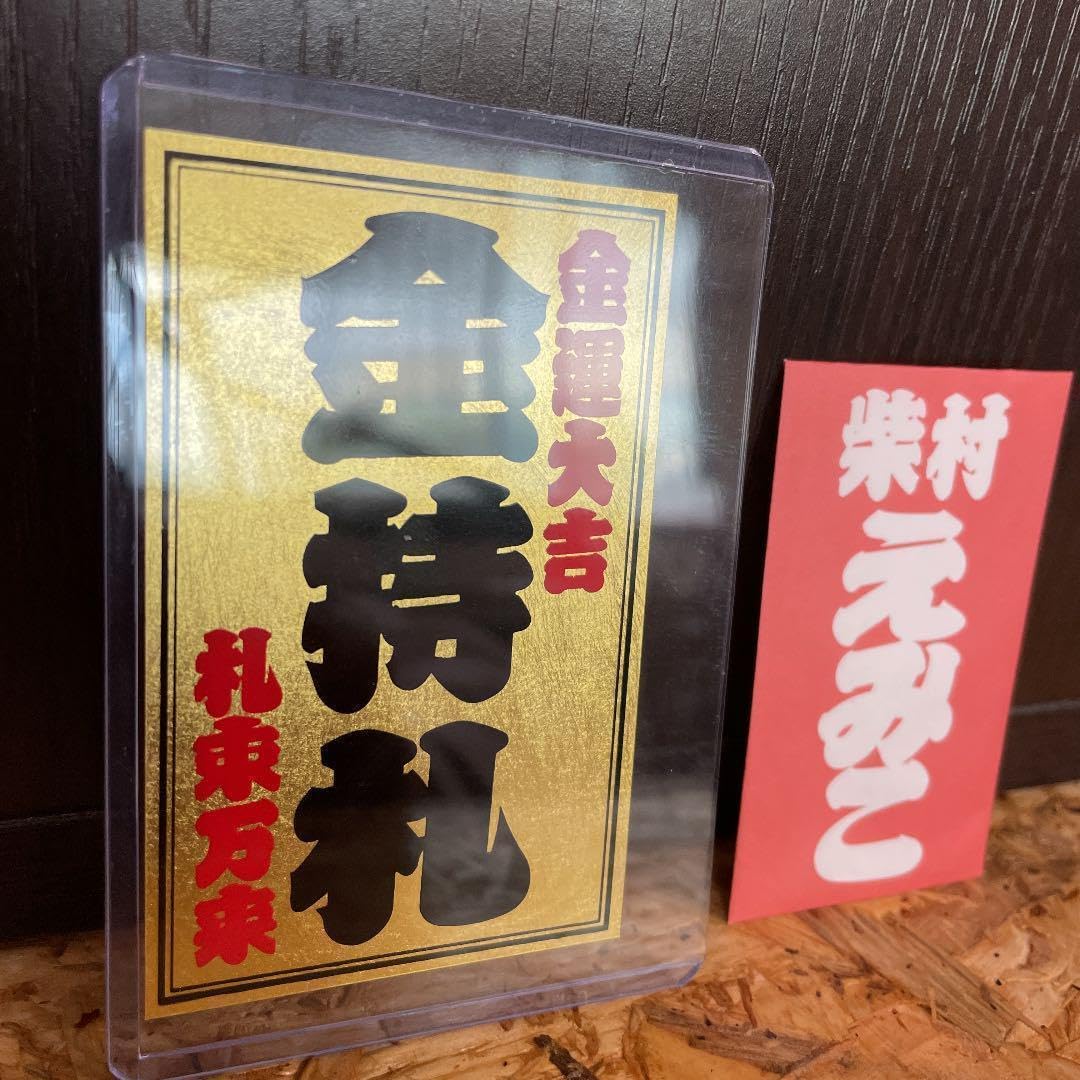 金運大吉
金持札
札束万来
柴村
えみこ